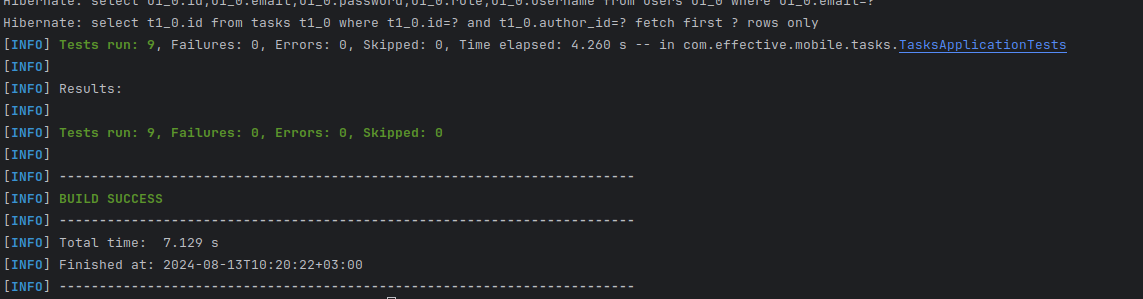 Hibernate: select u1_0.id,u1_0.email,u1_0.password,u1_0.role,u1_0.username from users u1_0 where u1_0.email=?
Hibernate: select t1_0.id from tasks t1_0 where t1_0.id=? and t1_0.author_id=? fetch first ? rows only
[INFO] Tests run: 9, Failures: 0, Errors: 0, Skipped: 0, Time elapsed: 4.260 s -- in com.effective.mobile.tasks.TasksApplicationTests
[INFO]
[INFO] Results:
[INFO]
[INFO] Tests run: 9, Failures: 0, Errors: 0, Skipped: 0
[INFO]
[INFO] ------------------------------------------------------------------------
[INFO] BUILD SUCCESS
[INFO] ------------------------------------------------------------------------
[INFO] Total time:  7.129 s
[INFO] Finished at: 2024-08-13T10:20:22+03:00
[INFO] ------------------------------------------------------------------------